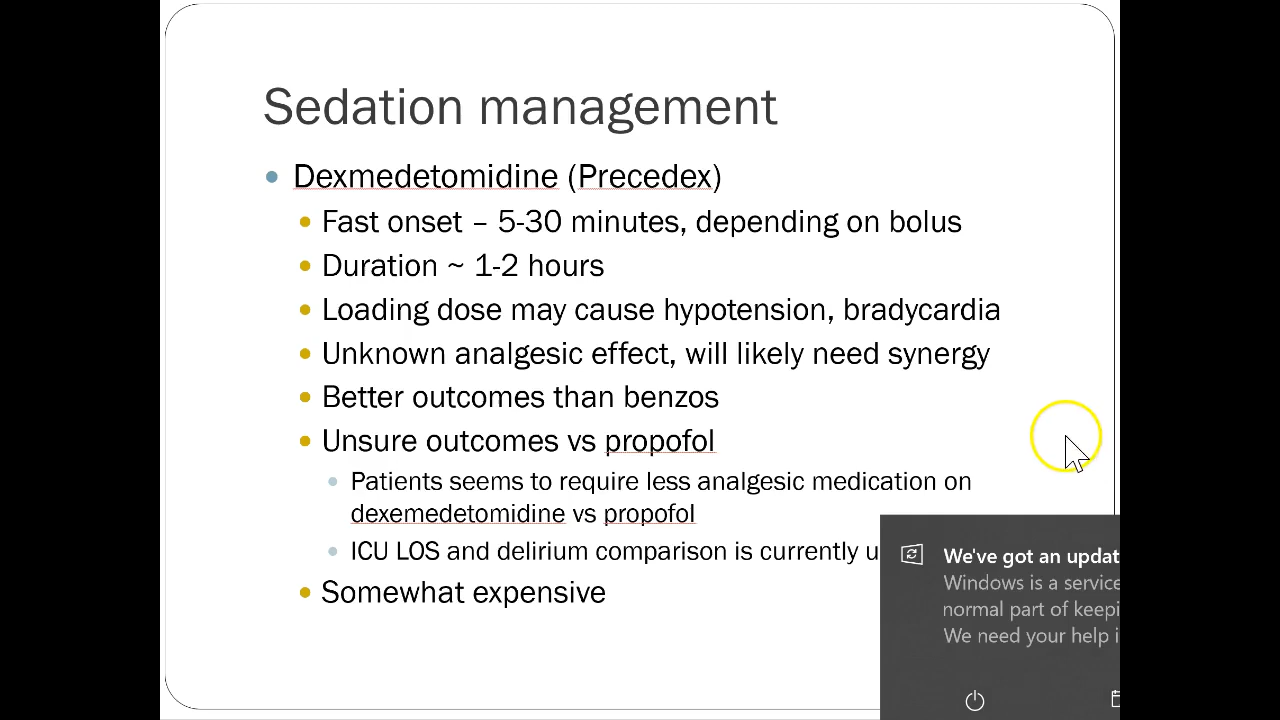 Sedation management
Dexmedetomidine (Precedex)
Fast onset – 5-30 minutes, depending on bolus
Duration ~ 1-2 hours
Loading dose may cause hypotension, bradycardia
Unknown analgesic effect, will likely need synergy
Better outcomes than benzos
Unsure outcomes vs propofol
Patients seems to require less analgesic medication on
dexemedetomidine vs propofol
ICU LOS and delirium comparison is currently
Somewhat expensive
We've got an updat
Windows is a service
normal part of keepi
We need your help i